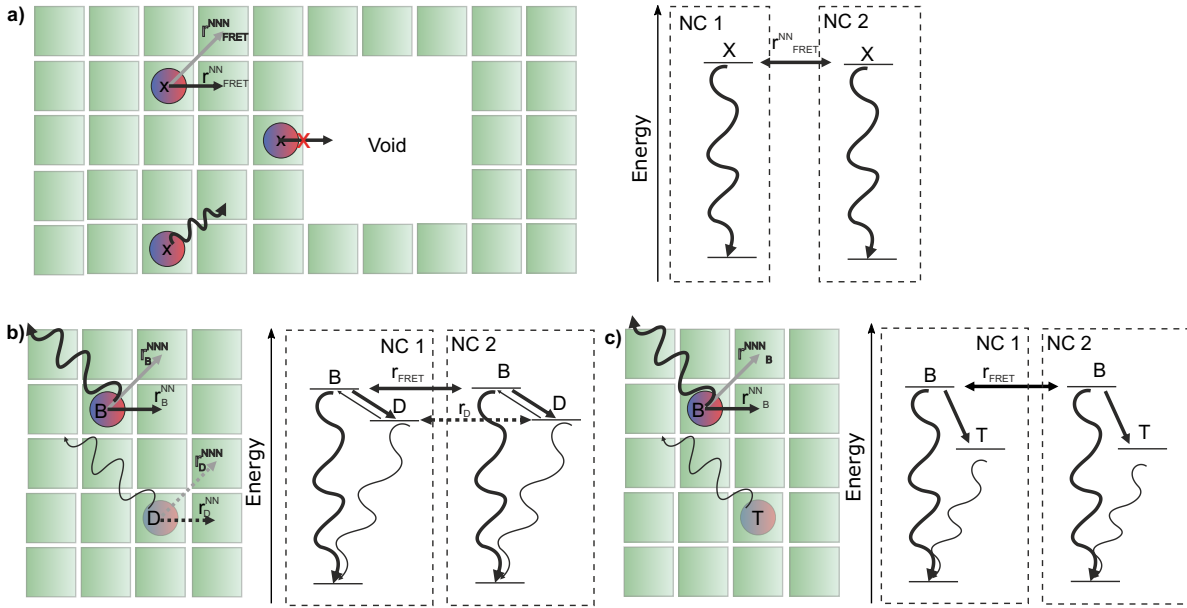 a)
r^NNN_FRET
r^NN_FRET
X
X
X
X
Void
Energy
NC 1
NC 2
X
r^NN_FRET
X
b)
r^NNN_B
B
r^NN_B
r^NNN_D
D
r^NN_D
Energy
NC 1
NC 2
B
r_FRET
B
D
r_D
D
c)
r^NNN_B
B
r^NN_B
T
Energy
NC 1
NC 2
B
r_FRET
B
T
T